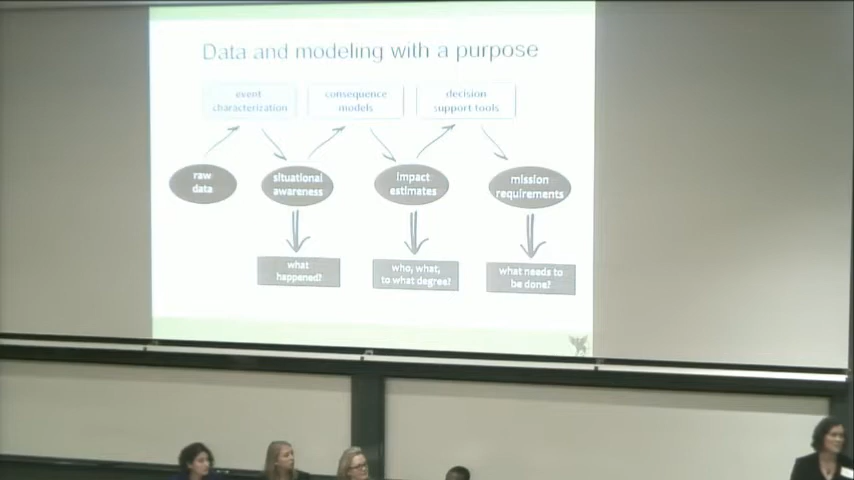 Data and modeling with a purpose
event
characterization
consequence
models
decision
support tools
raw
data
situational
awareness
impact
estimates
mission
requirements
what
happened?
who, what,
to what degree?
what needs to
be done?